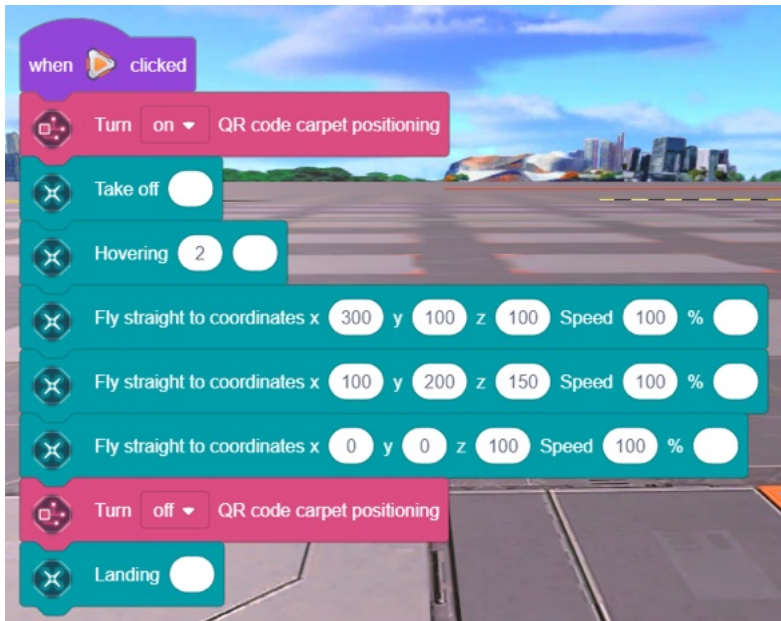 when clicked
Turn on QR code carpet positioning
Take off
Hovering 2
Fly straight to coordinates x 300 y 100 z 100 Speed 100 %
Fly straight to coordinates x 100 y 200 z 150 Speed 100 %
Fly straight to coordinates x 0 y 0 z 100 Speed 100 %
Turn off QR code carpet positioning
Landing